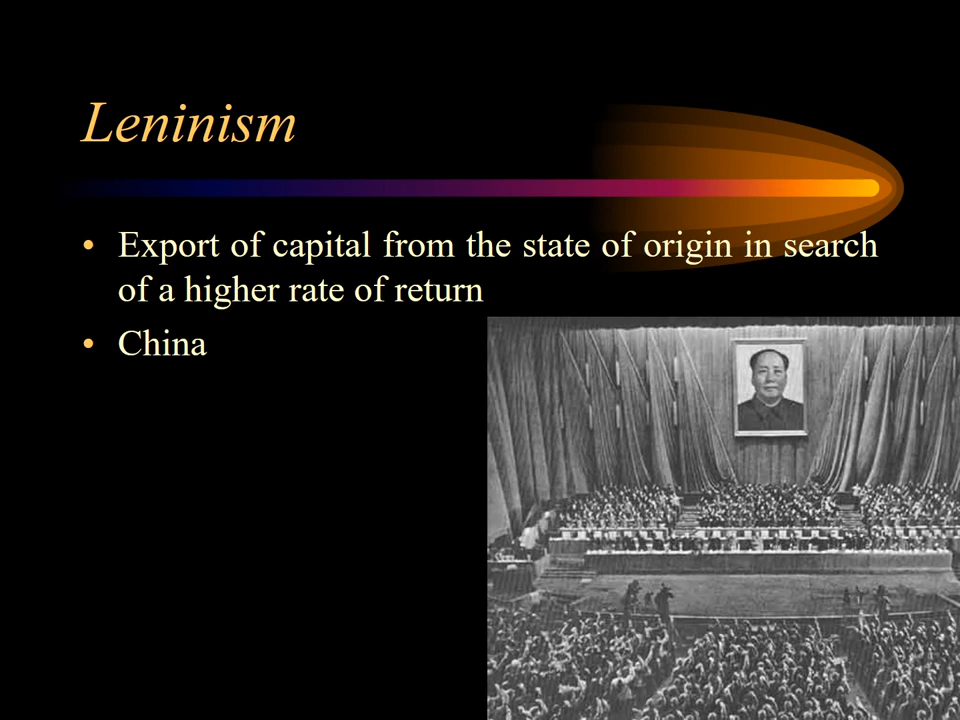 Leninism
• Export of capital from the state of origin in search
of a higher rate of return
• China